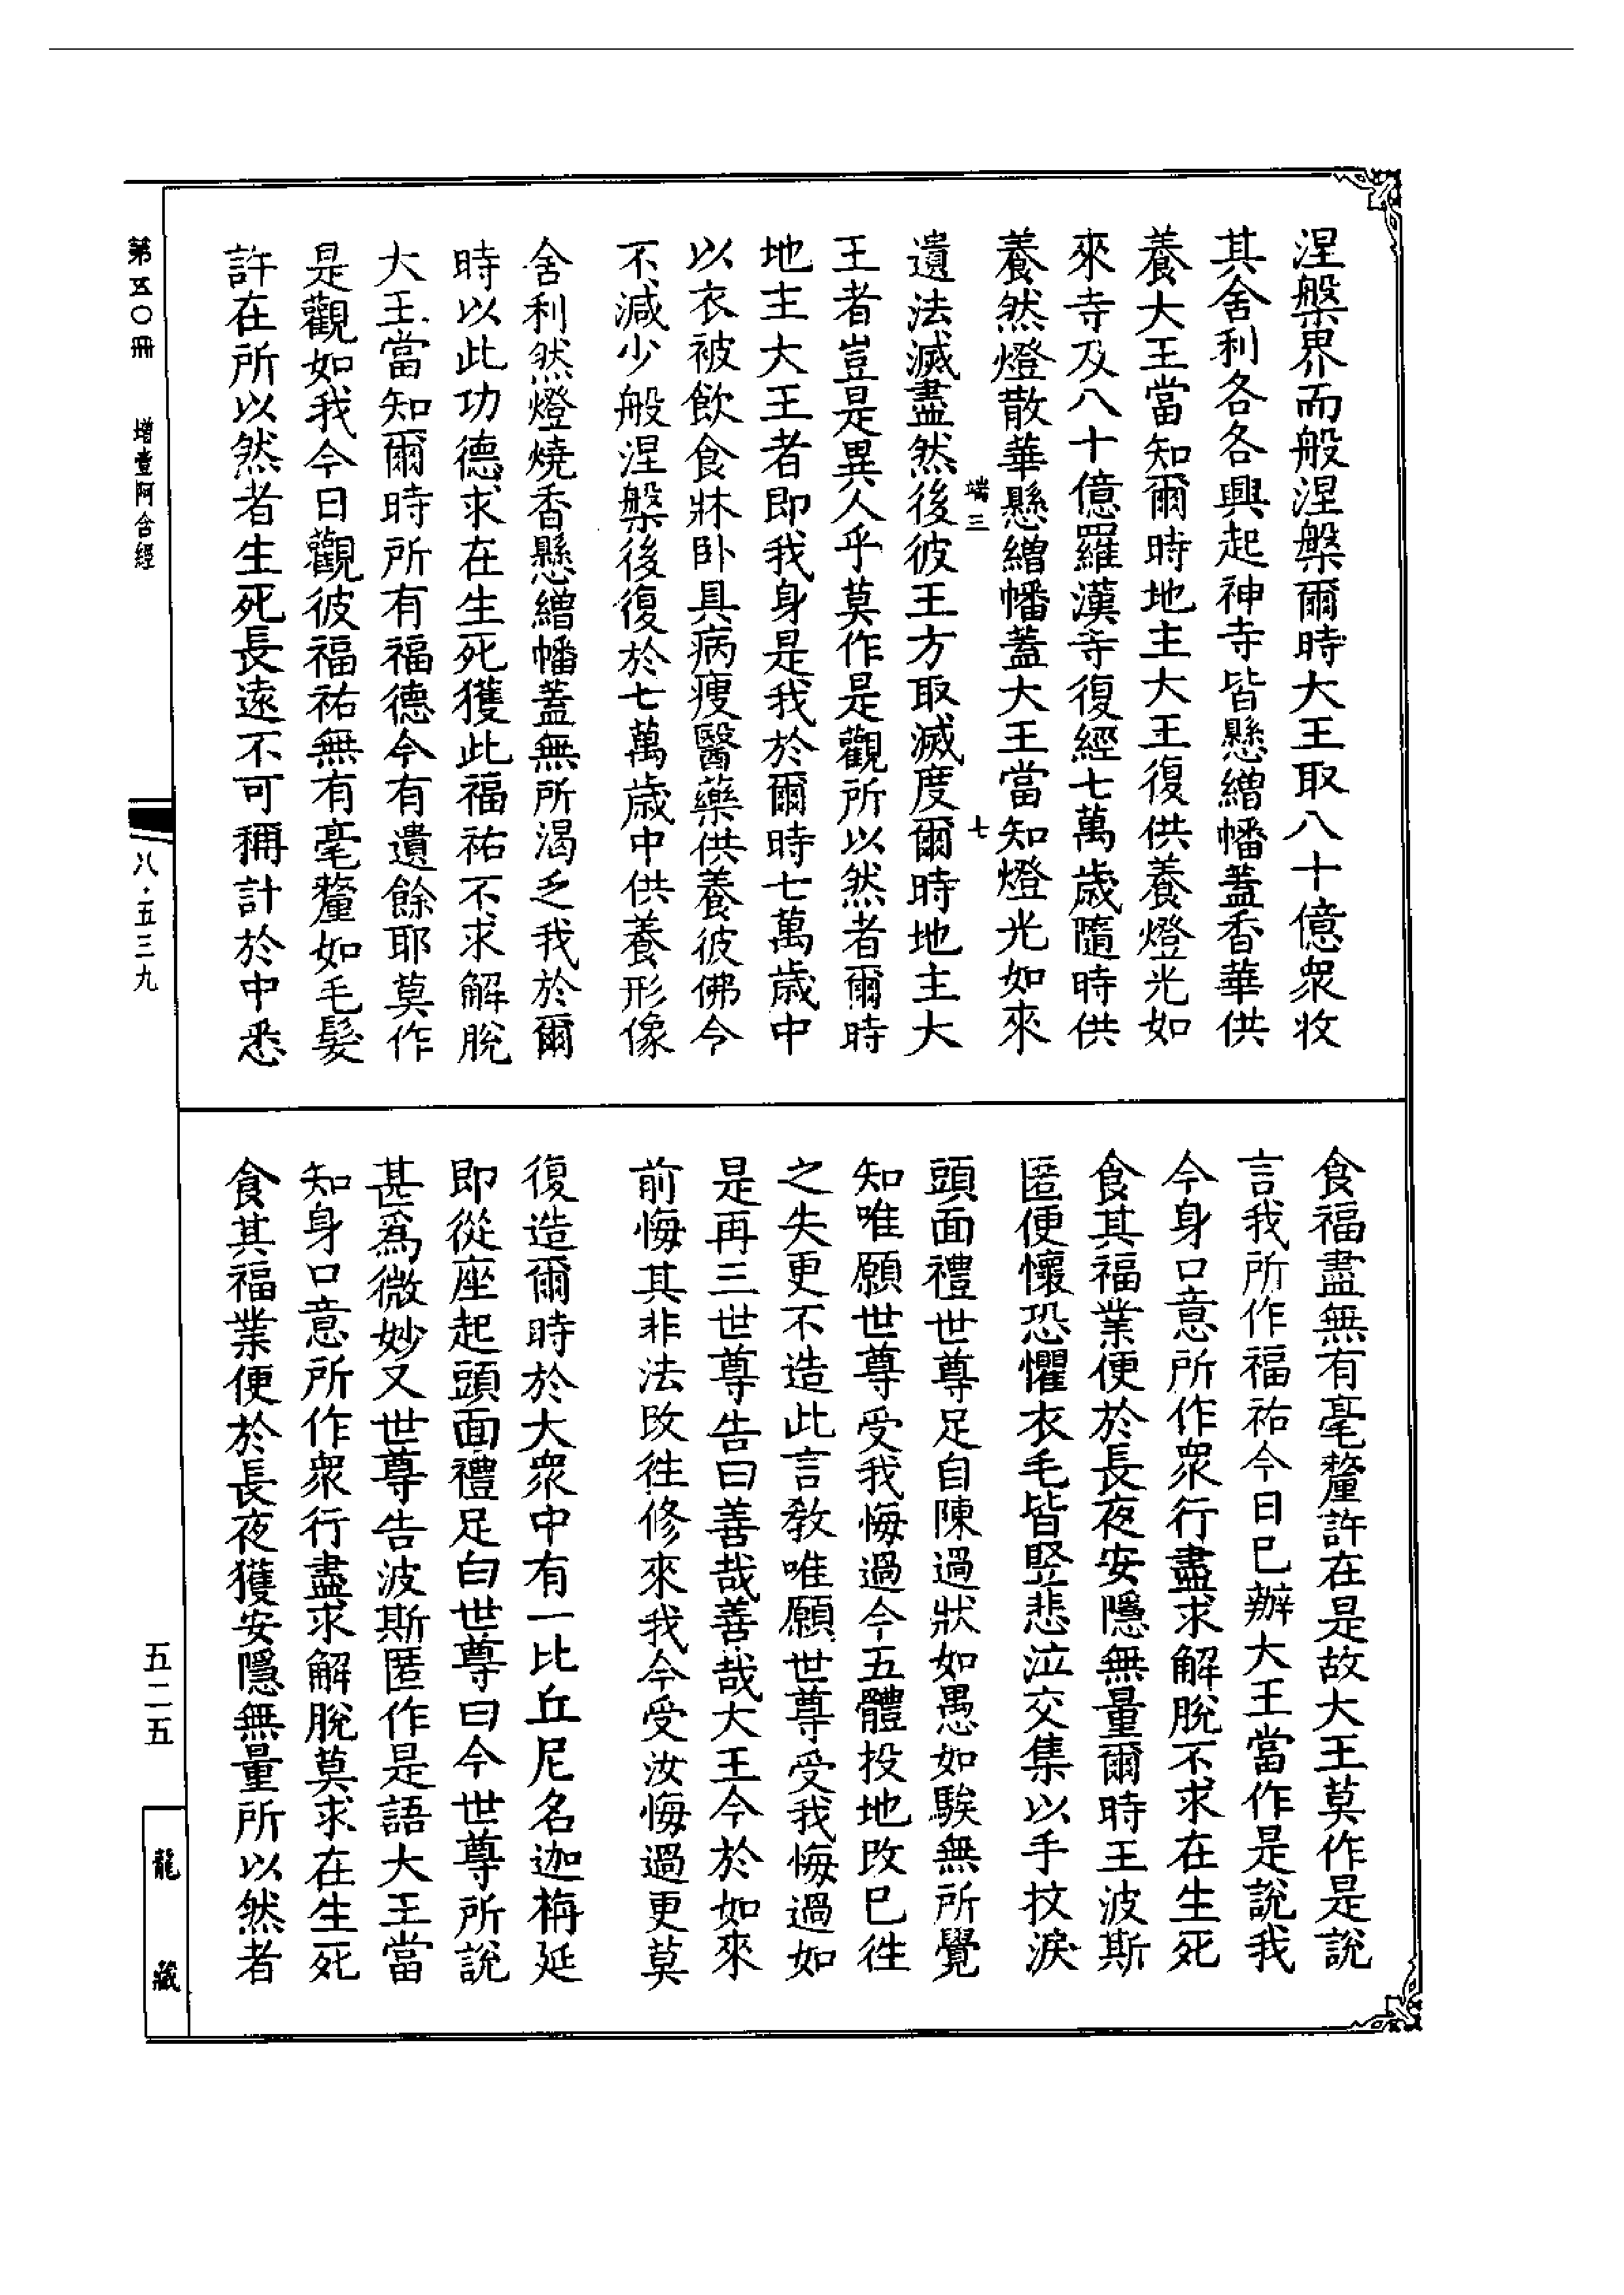 涅槃界而般涅槃爾時大王取八十億衆收
其舍利各各興起神寺皆懸繒幡蓋香華供
養大王當知爾時地主大王復供養燈光如
來寺及八十億羅漢寺復經七萬歲隨時供
養然燈散華懸繒幡蓋大王當知燈光如來
端三　七
遺法滅盡然後彼王方取滅度爾時地主大
王者豈是異人乎莫作是觀所以然者爾時
地主大王者即我身是我於爾時七萬歲中
以衣被飲食牀卧具病瘦醫藥供養彼佛今
不減少般涅槃後復於七萬歲中供養形像
舍利然燈燒香懸繒幡蓋無所渴乏我於爾
時以此功德求在生死獲此福祐不求解脫
大王當知爾時所有福德今有遺餘耶莫作
是觀如我今日觀彼福祐無有毫釐如毛髮
許在所以然者生死長遠不可稱計於中悉
食福盡無有毫釐許在是故大王莫作是說
言我所作福祐今日已辦大王當作是說我
今身口意所作衆行盡求解脫不求在生死
食其福業便於長夜安隱無量爾時王波斯
匿便懷恐懼衣毛皆竪悲泣交集以手抆淚
頭面禮世尊足自陳過狀如愚如騃無所覺
知唯願世尊受我悔過今五體投地改已往
之失更不造此言教唯願世尊受我悔過如
是再三世尊告曰善哉善哉大王今於如來
前悔其非法改往修來我今受汝悔過更莫
復造爾時於大衆中有一比丘尼名迦栴延
即從座起頭面禮足白世尊曰今世尊所說
甚爲微妙又世尊告波斯匿作是語大王當
知身口意所作衆行盡求解脫莫求在生死
食其福業便於長夜獲安隱無量所以然者
第五〇冊　增壹阿含經
八·五三九
五二五
龍藏